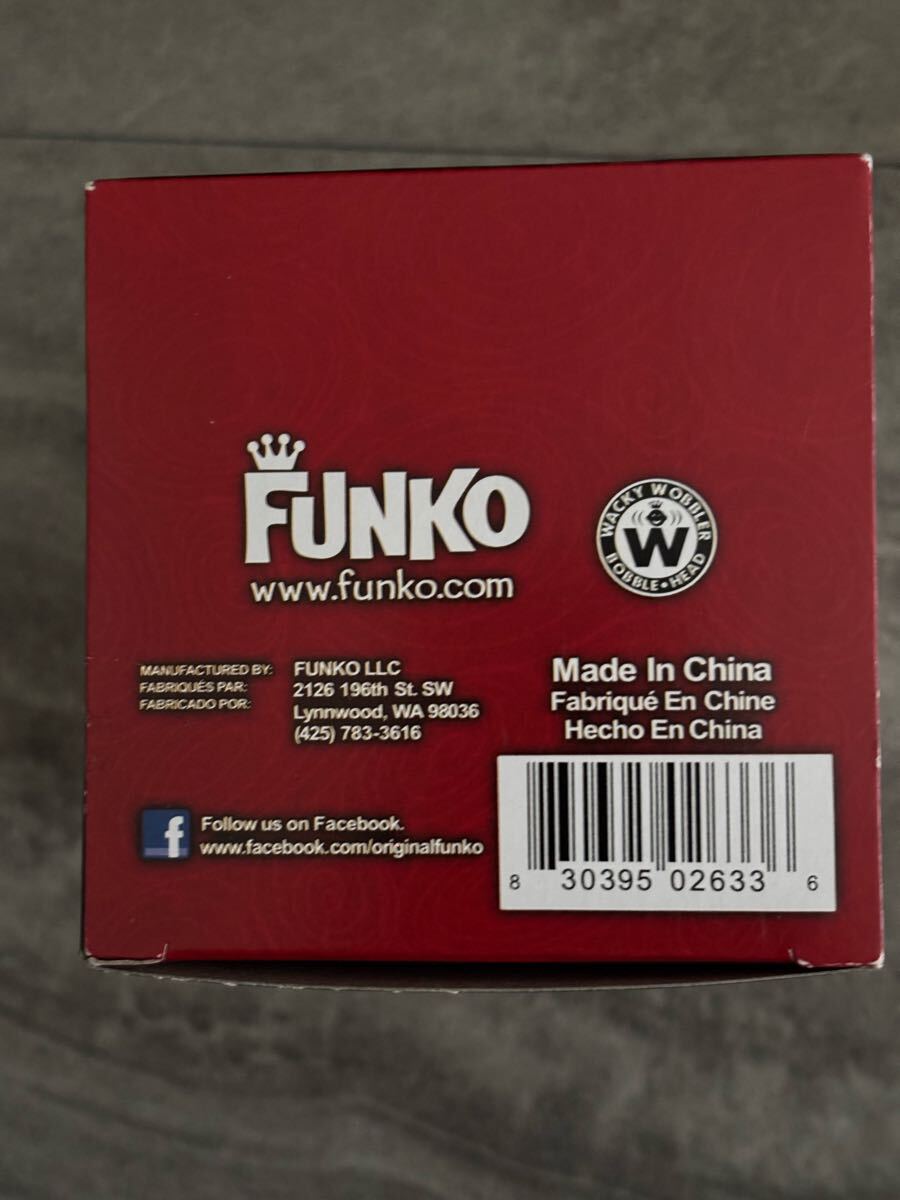 FUNKO
www.funko.com
WACKY WOBBLER
W
BOBBLE•HEAD
MANUFACTURED BY:
FABRIQUÉS PAR:
FABRICADO POR:
FUNKO LLC
2126 196th St. SW
Lynnwood, WA 98036
(425) 783-3616
Made In China
Fabriqué En Chine
Hecho En China
f
Follow us on Facebook.
www.facebook.com/originalfunko
8 30395 02633 6